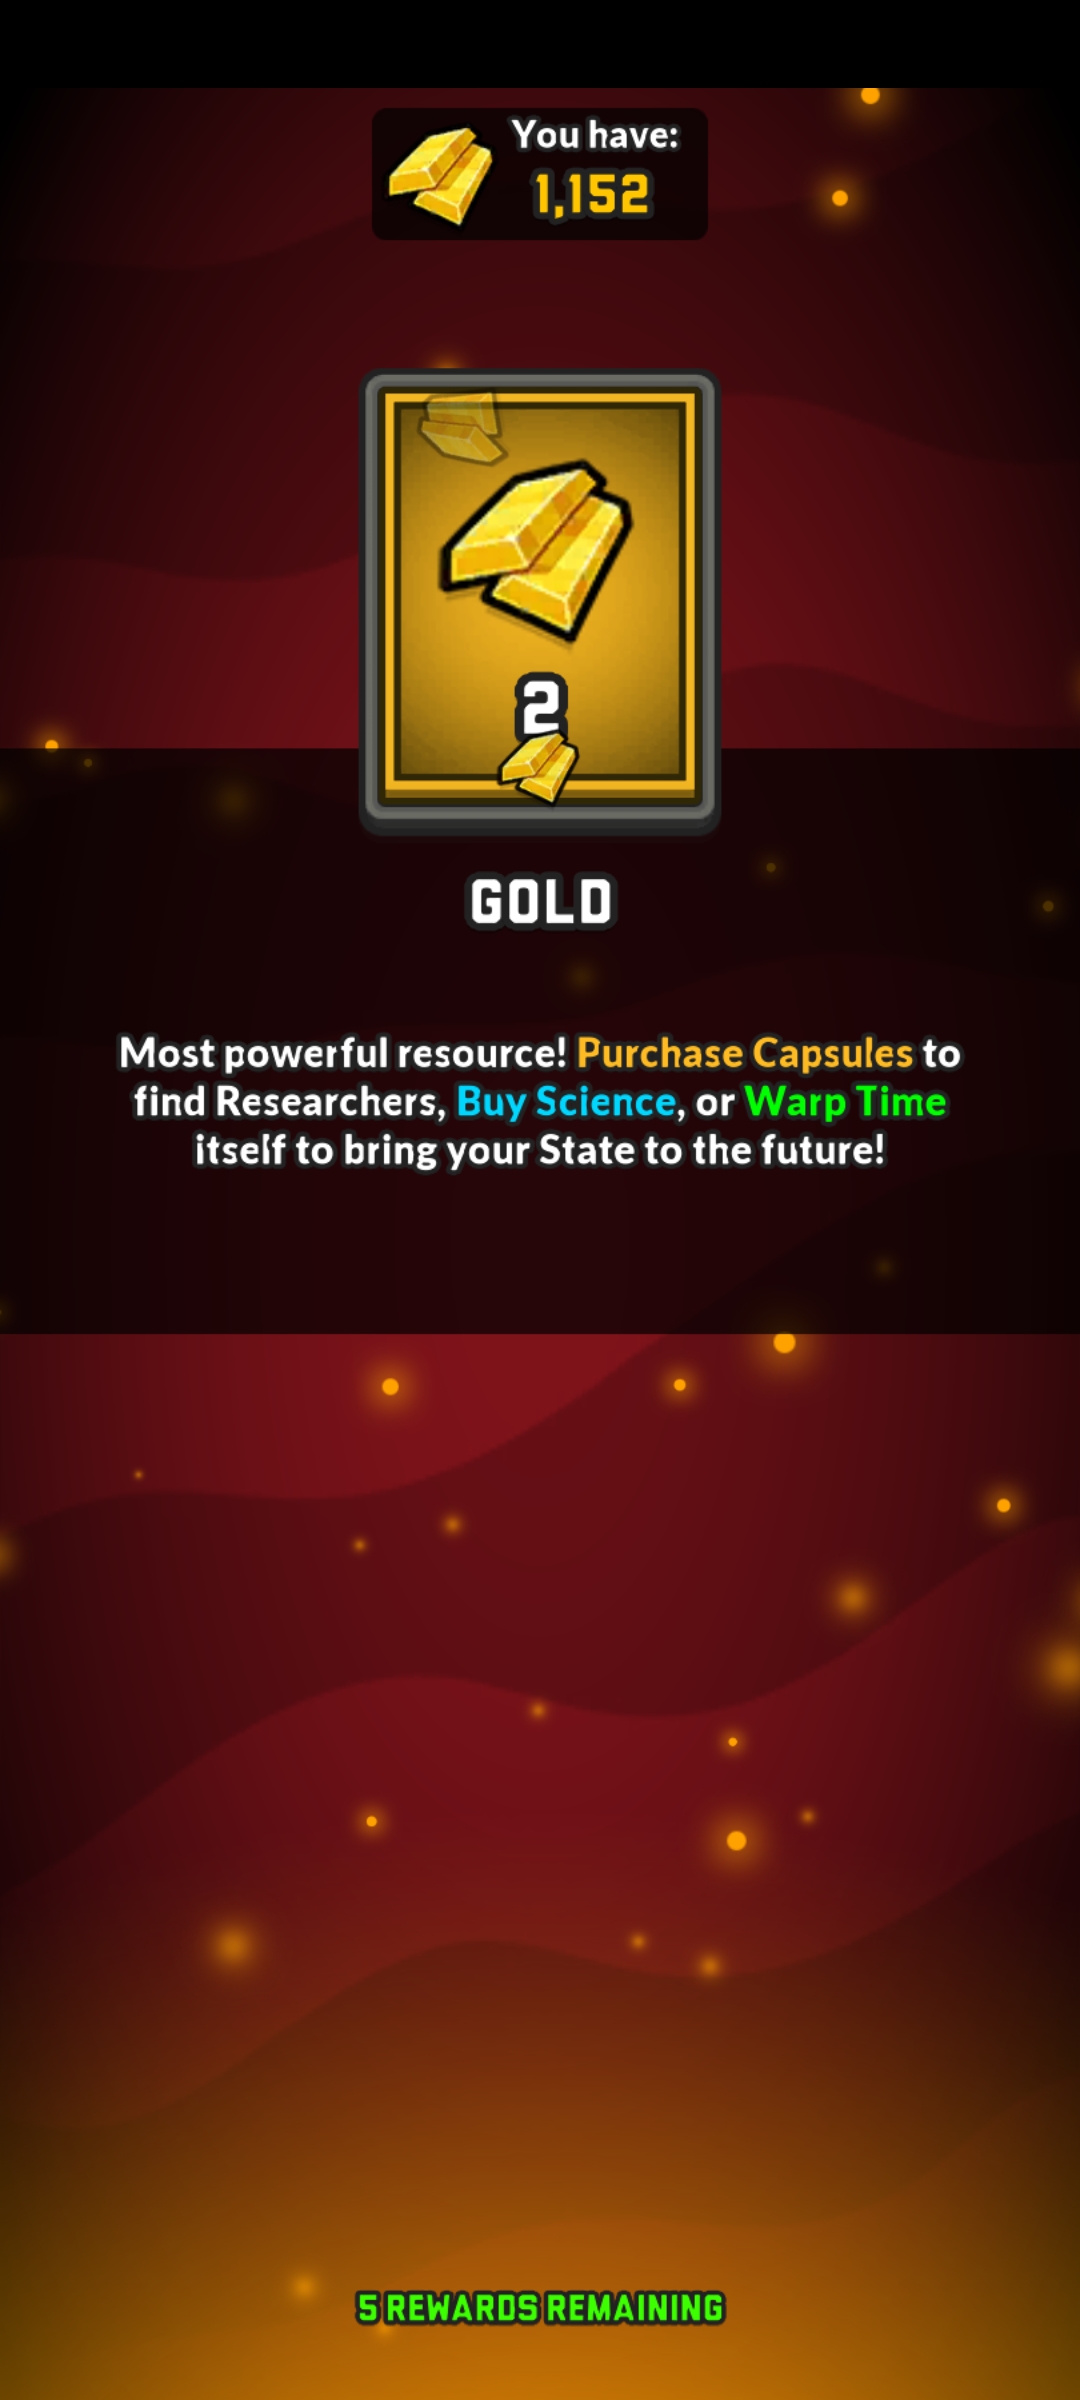 You have:
1,152
2
GOLD
Most powerful resource! Purchase Capsules to
find Researchers, Buy Science, or Warp Time
itself to bring your State to the future!
5 REWARDS REMAINING